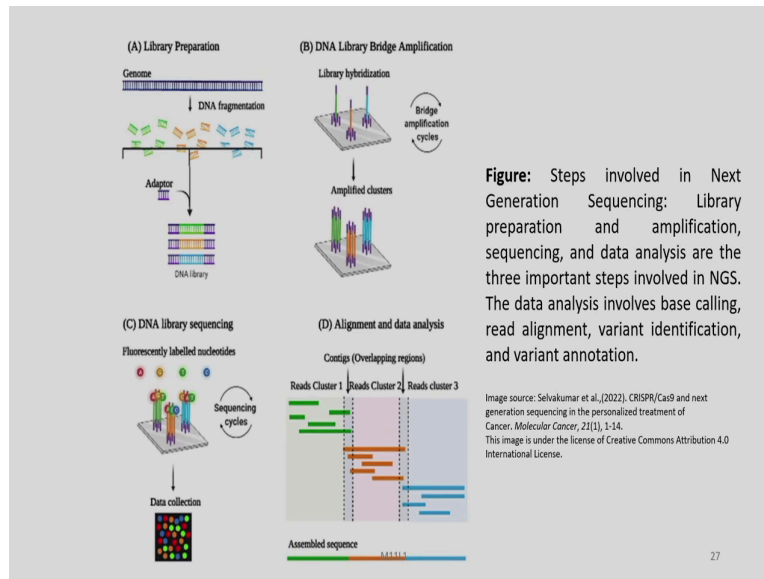 (A) Library Preparation
Genome
DNA fragmentation
Adaptor
DNA library
(B) DNA Library Bridge Amplification
Library hybridization
Bridge
amplification
cycles
Amplified clusters
(C) DNA library sequencing
Fluorescently labelled nucleotides
Sequencing
cycles
Data collection
(D) Alignment and data analysis
Contigs (Overlapping regions)
Reads Cluster 1 Reads Cluster 2 Reads cluster 3
Assembled sequence
M11L1
Figure: Steps involved in Next
Generation Sequencing: Library
preparation and amplification,
sequencing, and data analysis are the
three important steps involved in NGS.
The data analysis involves base calling,
read alignment, variant identification,
and variant annotation.
Image source: Selvakumar et al.,(2022). CRISPR/Cas9 and next
generation sequencing in the personalized treatment of
Cancer. Molecular Cancer, 21(1), 1-14.
This image is under the license of Creative Commons Attribution 4.0
International License.
27